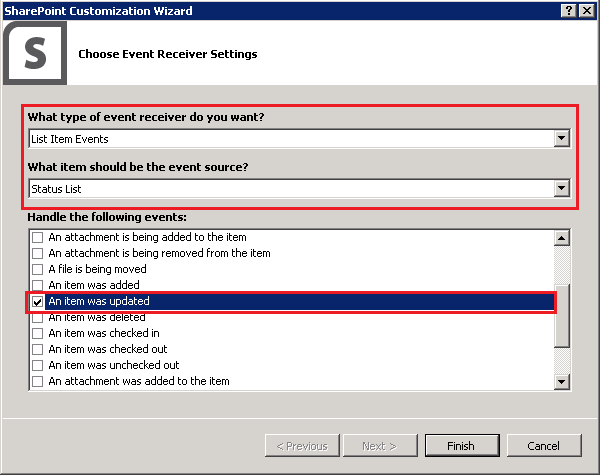 SharePoint Customization Wizard
S
Choose Event Receiver Settings
What type of event receiver do you want?
List Item Events
What item should be the event source?
Status List
Handle the following events:
An attachment is being added to the item
An attachment is being removed from the item
A file is being moved
An item was added
An item was updated
An item was deleted
An item was checked in
An item was checked out
An item was unchecked out
An attachment was added to the item
< Previous Next > Finish Cancel